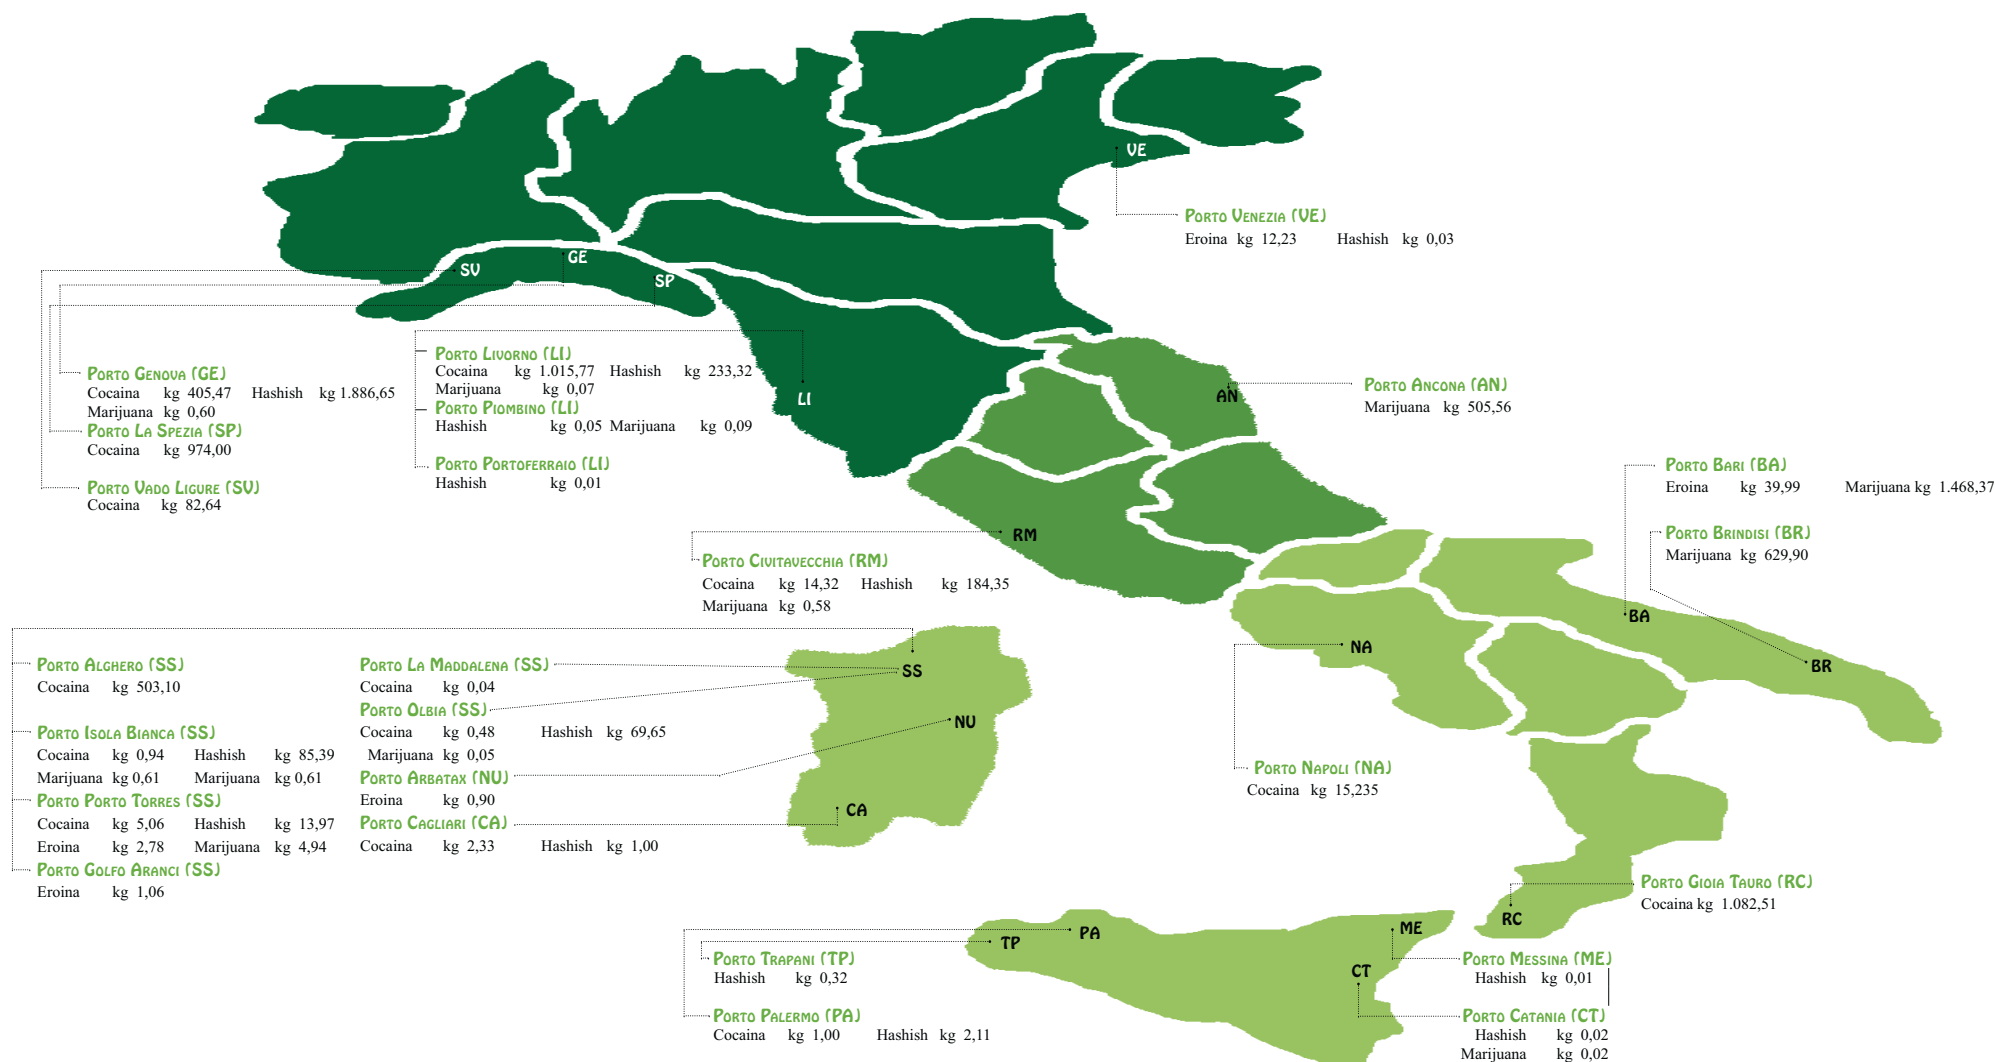 VE
PORTO VENEZIA (VE)
Eroina kg 12,23 Hashish kg 0,03
SV
GE
SP
PORTO GENOVA (GE)
Cocaina kg 405,47 Hashish kg 1.886,65
Marijuana kg 0,60
PORTO LA SPEZIA (SP)
Cocaina kg 974,00
PORTO VADO LIGURE (SV)
Cocaina kg 82,64
PORTO LIVORNO (LI)
Cocaina kg 1.015,77 Hashish kg 233,32
Marijuana kg 0,07
PORTO PIOMBINO (LI)
Hashish kg 0,05 Marijuana kg 0,09
PORTO PORTOFERRAIO (LI)
Hashish kg 0,01
LI
AN
PORTO ANCONA (AN)
Marijuana kg 505,56
PORTO BARI (BA)
Eroina kg 39,99 Marijuana kg 1.468,37
PORTO BRINDISI (BR)
Marijuana kg 629,90
RM
PORTO CIVITAVECCHIA (RM)
Cocaina kg 14,32 Hashish kg 184,35
Marijuana kg 0,58
BA
BR
NA
PORTO NAPOLI (NA)
Cocaina kg 15,235
PORTO ALGHERO (SS)
Cocaina kg 503,10
PORTO ISOLA BIANCA (SS)
Cocaina kg 0,94 Hashish kg 85,39
Marijuana kg 0,61 Marijuana kg 0,61
PORTO PORTO TORRES (SS)
Cocaina kg 5,06 Hashish kg 13,97
Eroina kg 2,78 Marijuana kg 4,94
PORTO GOLFO ARANCI (SS)
Eroina kg 1,06
PORTO LA MADDALENA (SS)
Cocaina kg 0,04
PORTO OLBIA (SS)
Cocaina kg 0,48 Hashish kg 69,65
Marijuana kg 0,05
PORTO ARBATAX (NU)
Eroina kg 0,90
PORTO CAGLIARI (CA)
Cocaina kg 2,33 Hashish kg 1,00
SS
NU
CA
PORTO GIOIA TAURO (RC)
Cocaina kg 1.082,51
RC
TP
PA
ME
CT
PORTO TRAPANI (TP)
Hashish kg 0,32
PORTO PALERMO (PA)
Cocaina kg 1,00 Hashish kg 2,11
PORTO MESSINA (ME)
Hashish kg 0,01
PORTO CATANIA (CT)
Hashish kg 0,02
Marijuana kg 0,02